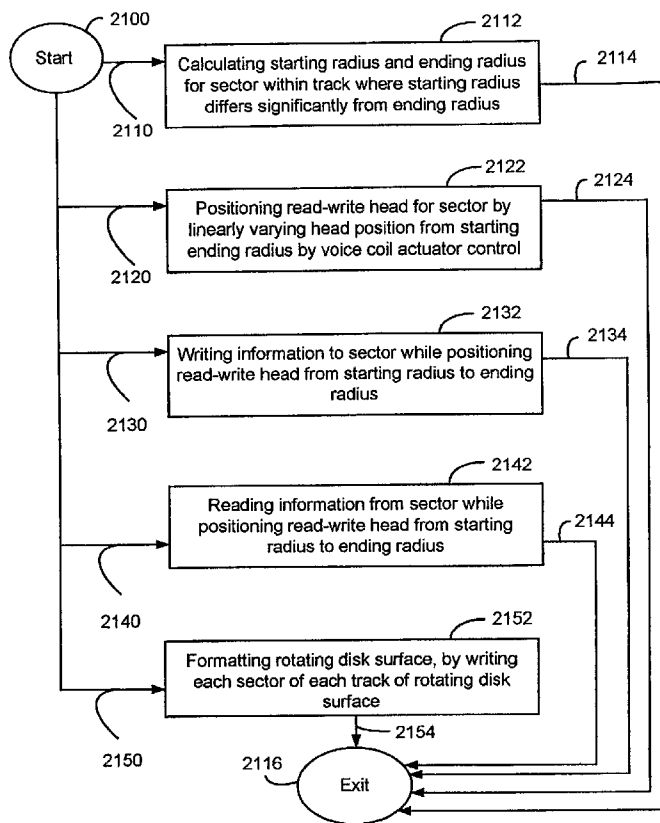 2100
Start
2112
Calculating starting radius and ending radius
for sector within track where starting radius
differs significantly from ending radius
2114
2110
2122
2124
Positioning read-write head for sector by
linearly varying head position from starting
ending radius by voice coil actuator control
2120
2132
2134
Writing information to sector while positioning
read-write head from starting radius to ending
radius
2130
2142
Reading information from sector while
positioning read-write head from starting
radius to ending radius
2144
2140
2152
Formatting rotating disk surface, by writing
each sector of each track of rotating disk
surface
2150
2154
2116
Exit